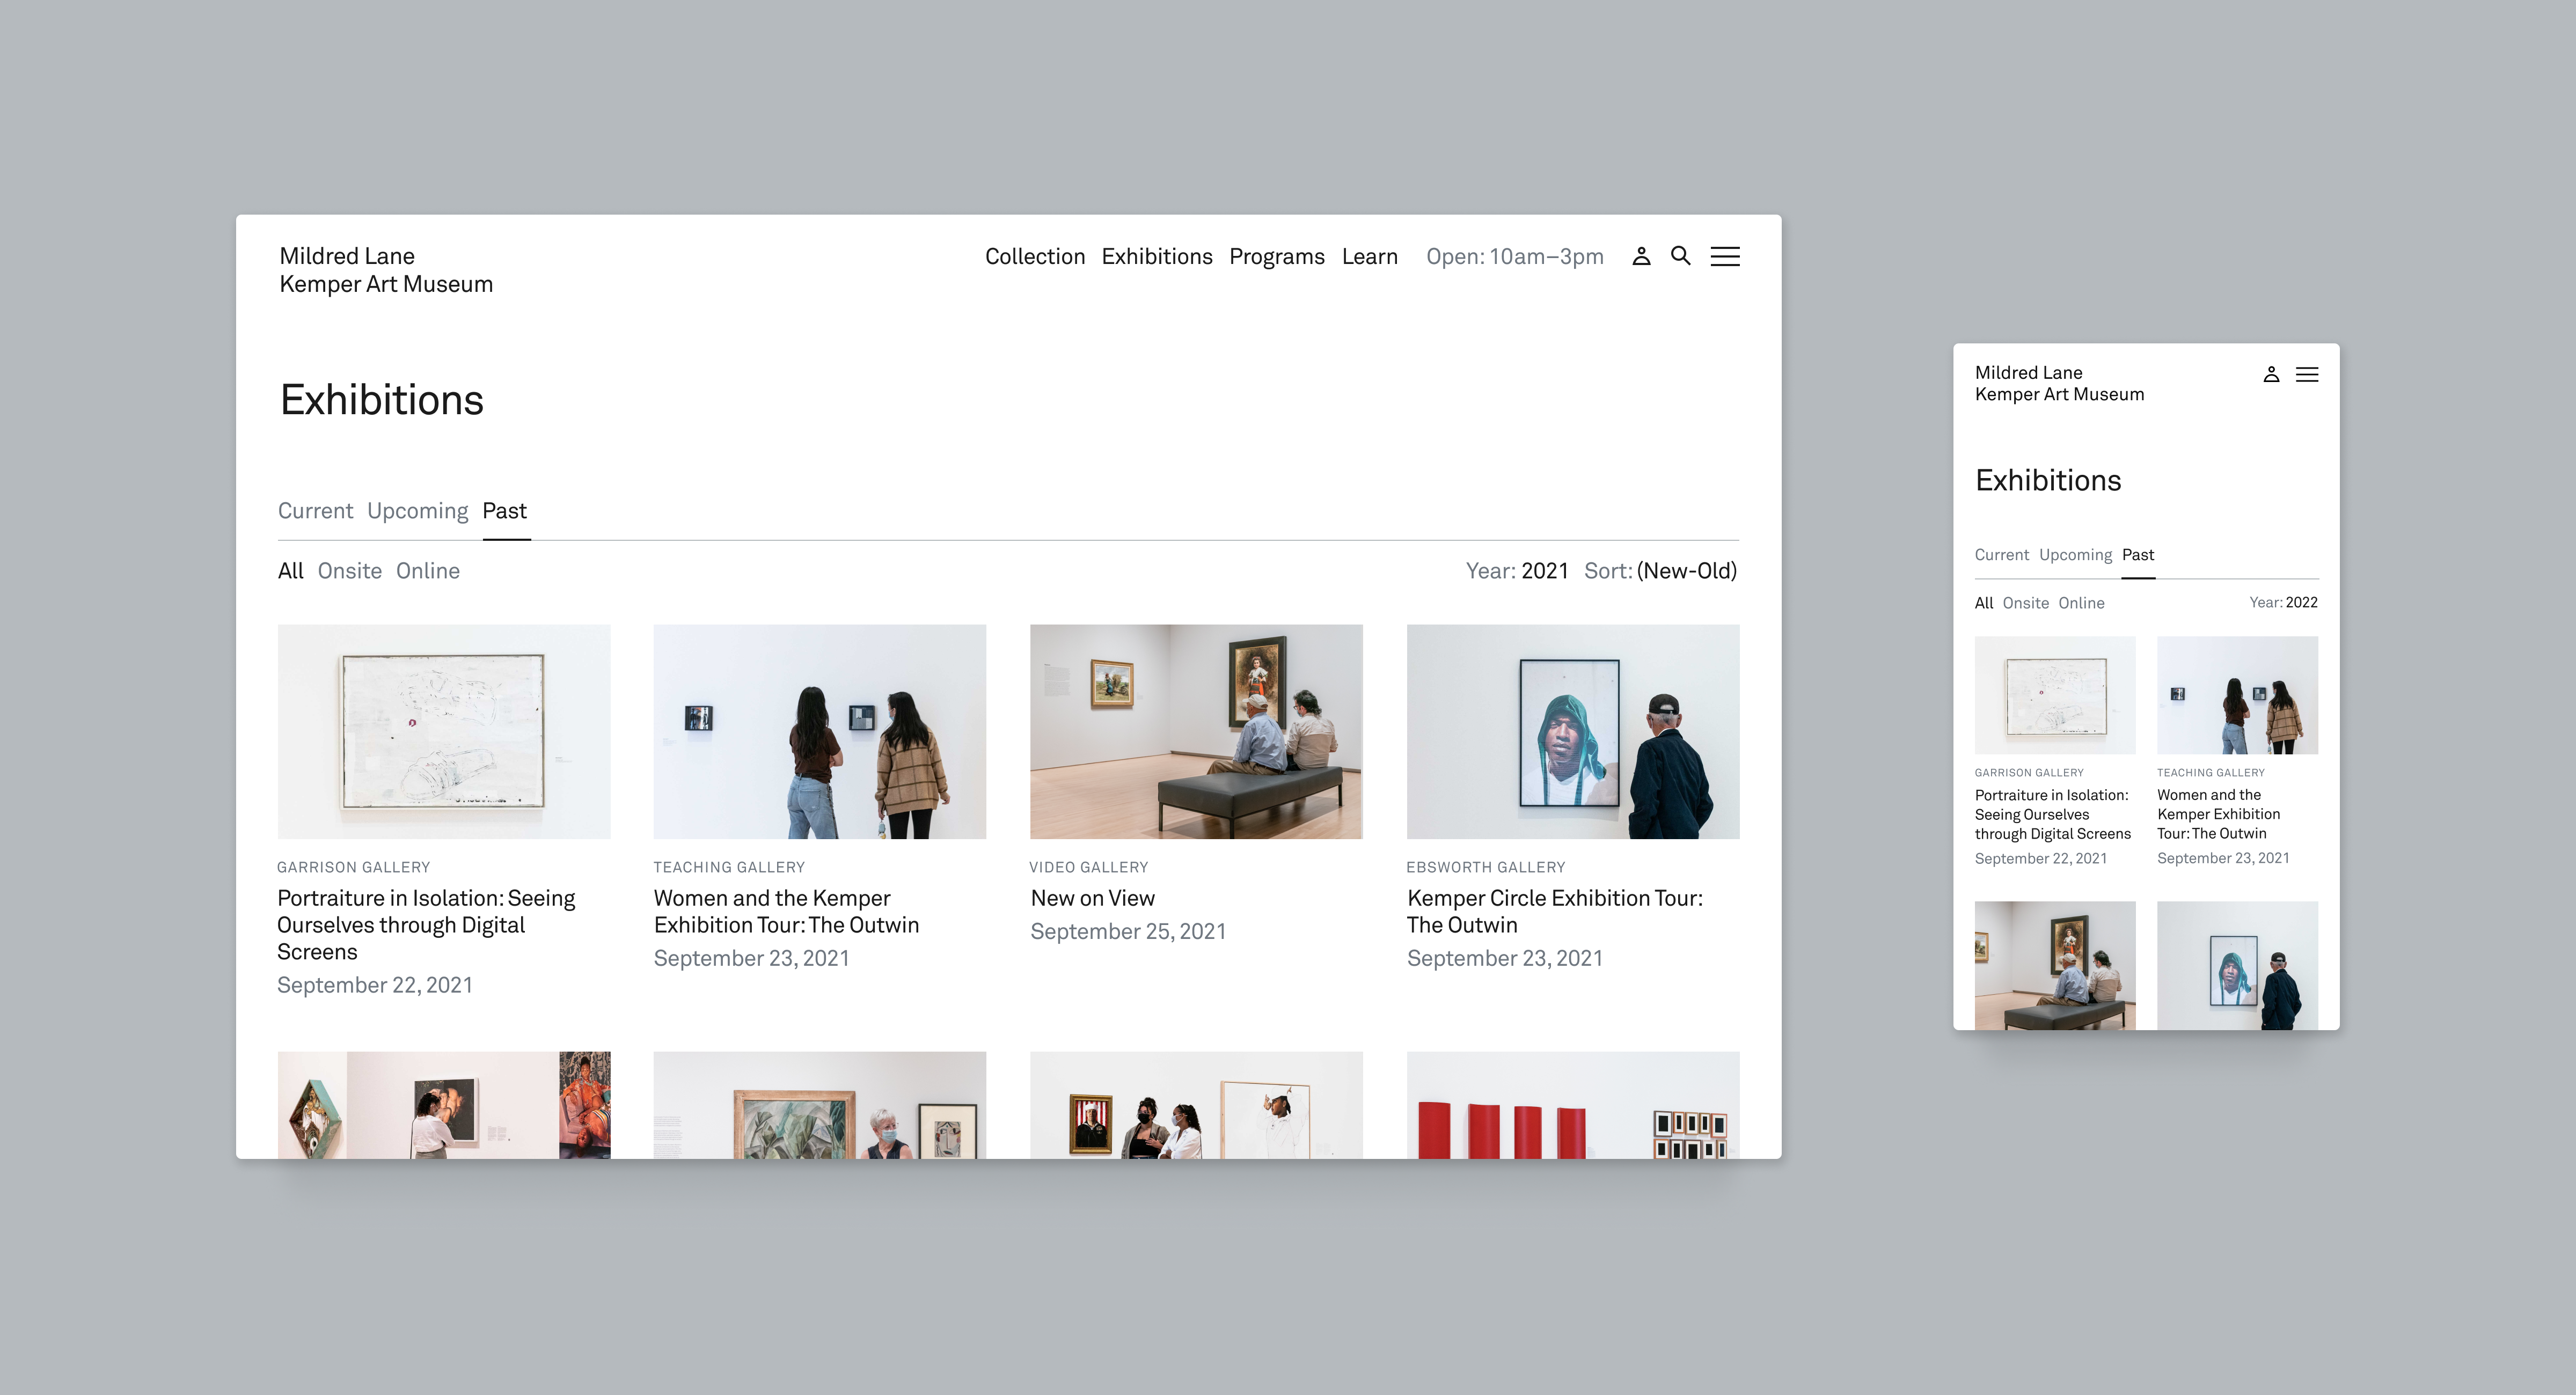 Mildred Lane
Kemper Art Museum
Collection Exhibitions Programs Learn Open: 10am–3pm
Exhibitions
Current Upcoming Past
All Onsite Online Year: 2021 Sort: (New-Old)
GARRISON GALLERY
Portraiture in Isolation: Seeing
Ourselves through Digital
Screens
September 22, 2021
TEACHING GALLERY
Women and the Kemper
Exhibition Tour: The Outwin
September 23, 2021
VIDEO GALLERY
New on View
September 25, 2021
EBSWORTH GALLERY
Kemper Circle Exhibition Tour:
The Outwin
September 23, 2021
Mildred Lane
Kemper Art Museum
Exhibitions
Current Upcoming Past
All Onsite Online Year: 2022
GARRISON GALLERY
Portraiture in Isolation:
Seeing Ourselves
through Digital Screens
September 22, 2021
TEACHING GALLERY
Women and the
Kemper Exhibition
Tour: The Outwin
September 23, 2021